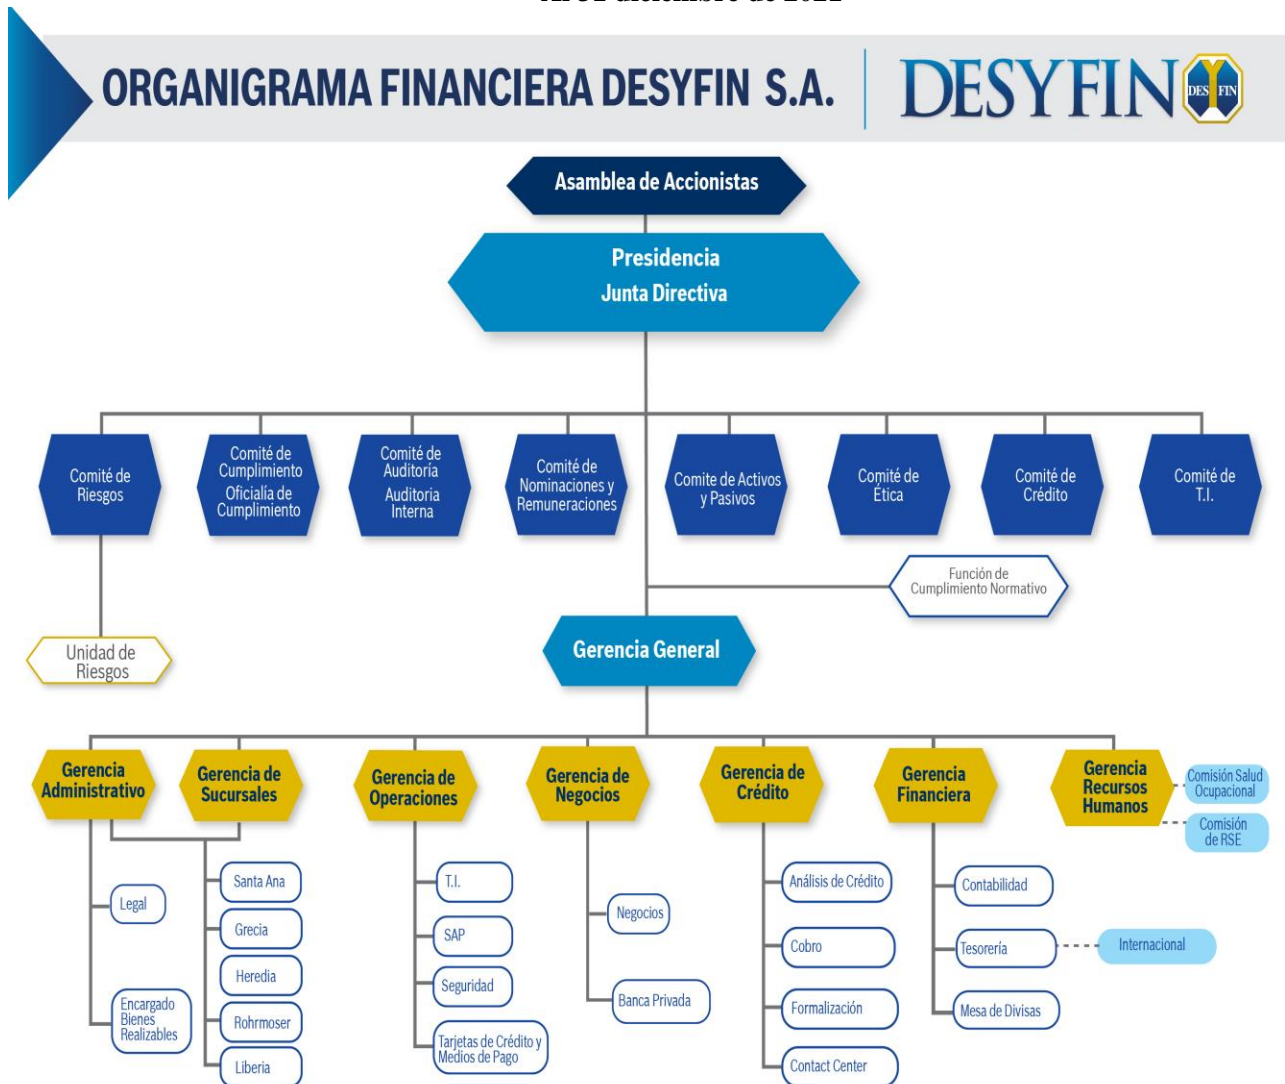 ORGANIGRAMA FINANCIERA DESYFIN S.A.
DESYFIN
DES FIN
Asamblea de Accionistas
Presidencia
Junta Directiva
Comité de
Riesgos
Comité de
Cumplimiento
Oficialía de
Cumplimiento
Comité de
Auditoría
Auditoria
Interna
Comité de
Nominaciones y
Remuneraciones
Comite de Activos
y Pasivos
Comité de
Ética
Comité de
Crédito
Comité de
T.I.
Función de
Cumplimiento Normativo
Unidad de
Riesgos
Gerencia General
Gerencia
Administrativo
Gerencia de
Sucursales
Gerencia de
Operaciones
Gerencia de
Negocios
Gerencia de
Crédito
Gerencia
Financiera
Gerencia
Recursos
Humanos
Comisión Salud
Ocupacional
Comisión
de RSE
Legal
Encargado
Bienes
Realizables
Santa Ana
Grecia
Heredia
Rohrmoser
Liberia
T.I.
SAP
Seguridad
Tarjetas de Crédito y
Medios de Pago
Negocios
Banca Privada
Análisis de Crédito
Cobro
Formalización
Contact Center
Contabilidad
Tesorería
Internacional
Mesa de Divisas